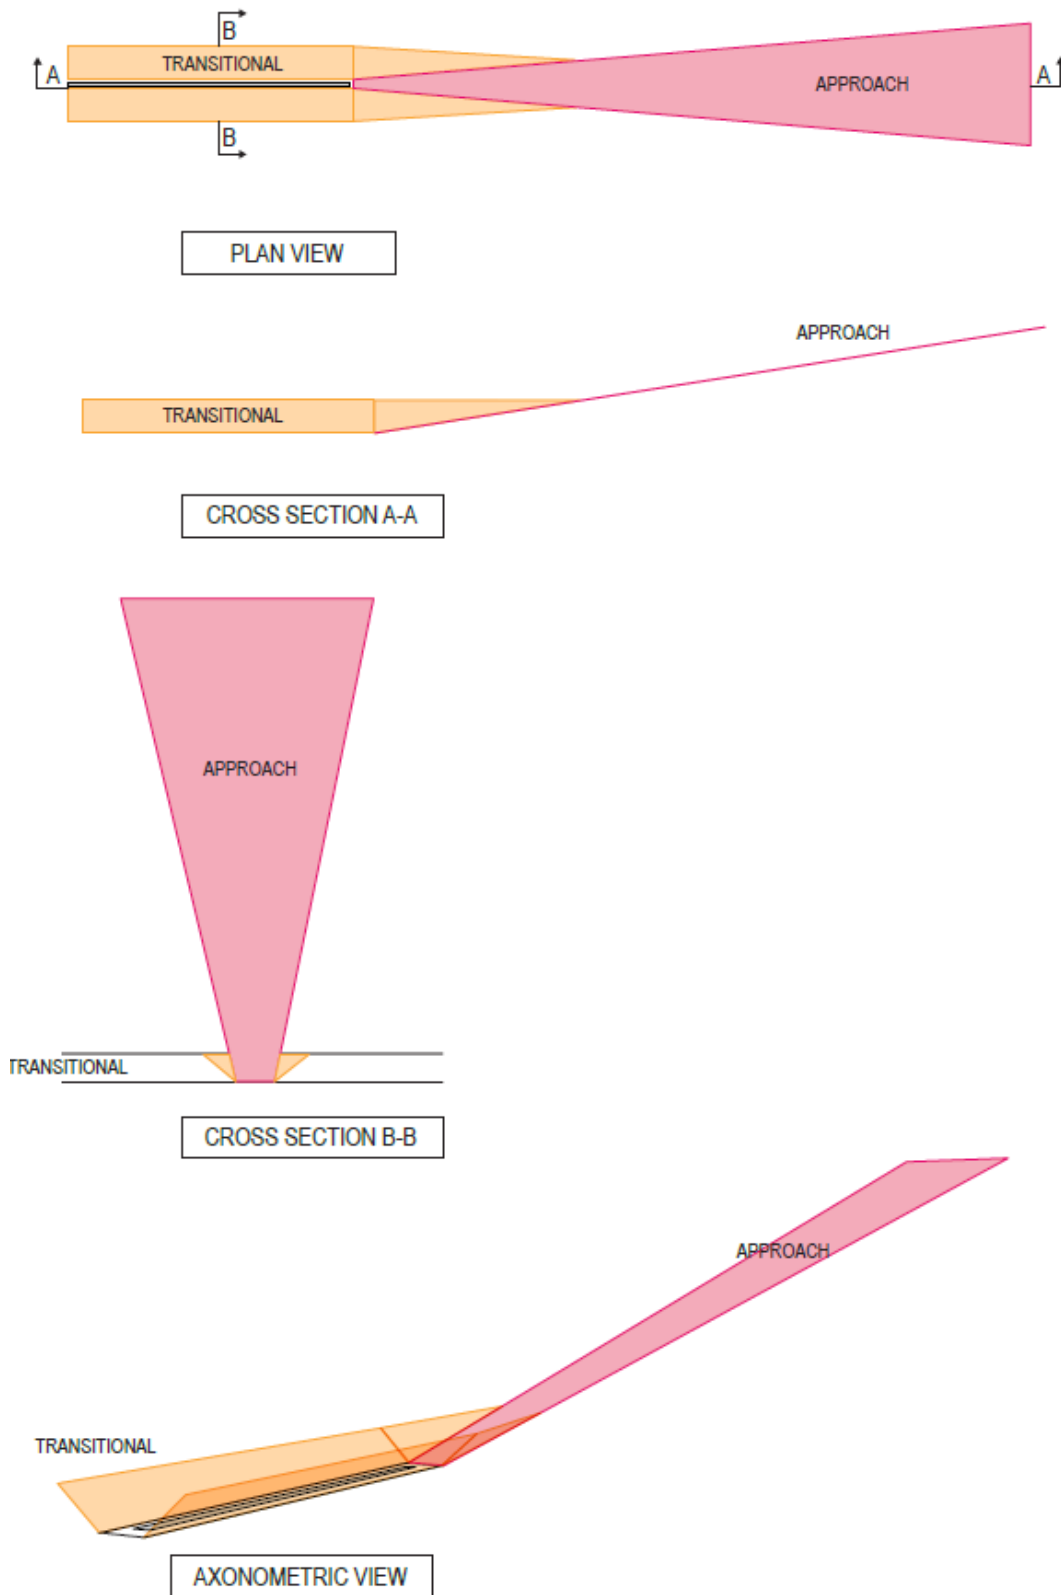 B
TRANSITIONAL
A
APPROACH
A
B
PLAN VIEW
APPROACH
TRANSITIONAL
CROSS SECTION A-A
APPROACH
TRANSITIONAL
CROSS SECTION B-B
APPROACH
TRANSITIONAL
AXONOMETRIC VIEW